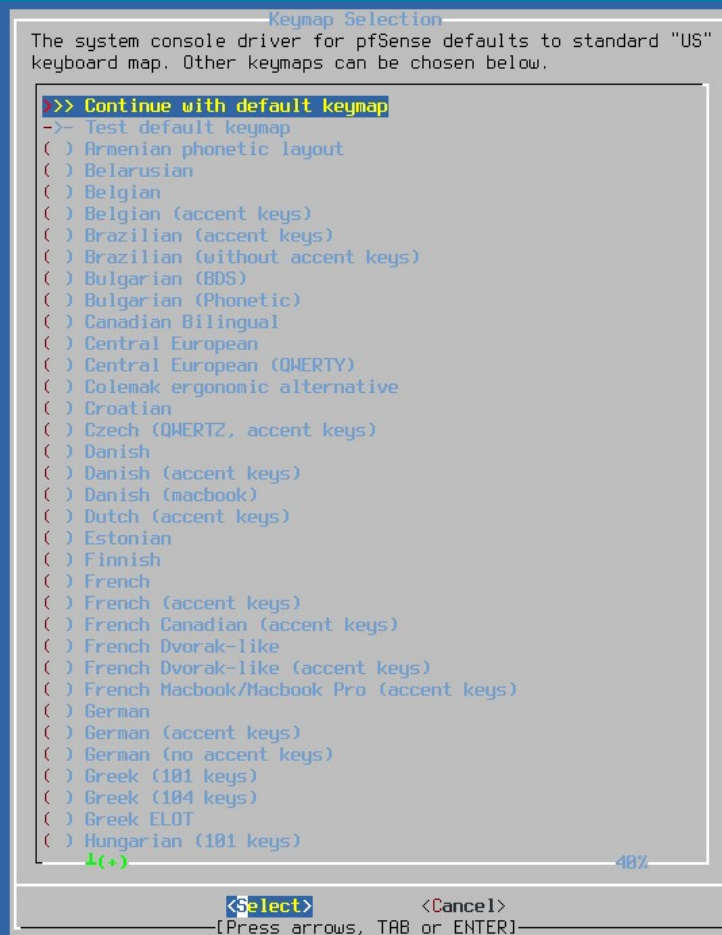 Keymap Selection
The system console driver for pfSense defaults to standard "US"
keyboard map. Other keymaps can be chosen below.
>>> Continue with default keymap
->- Test default keymap
( ) Armenian phonetic layout
( ) Belarusian
( ) Belgian
( ) Belgian (accent keys)
( ) Brazilian (accent keys)
( ) Brazilian (without accent keys)
( ) Bulgarian (BDS)
( ) Bulgarian (Phonetic)
( ) Canadian Bilingual
( ) Central European
( ) Central European (QWERTY)
( ) Colemak ergonomic alternative
( ) Croatian
( ) Czech (QWERTZ, accent keys)
( ) Danish
( ) Danish (accent keys)
( ) Danish (macbook)
( ) Dutch (accent keys)
( ) Estonian
( ) Finnish
( ) French
( ) French (accent keys)
( ) French Canadian (accent keys)
( ) French Dvorak-like
( ) French Dvorak-like (accent keys)
( ) French Macbook/Macbook Pro (accent keys)
( ) German
( ) German (accent keys)
( ) German (no accent keys)
( ) Greek (101 keys)
( ) Greek (104 keys)
( ) Greek ELOT
( ) Hungarian (101 keys)
┴(+) 40%
<Select> <Cancel>
[Press arrows, TAB or ENTER]